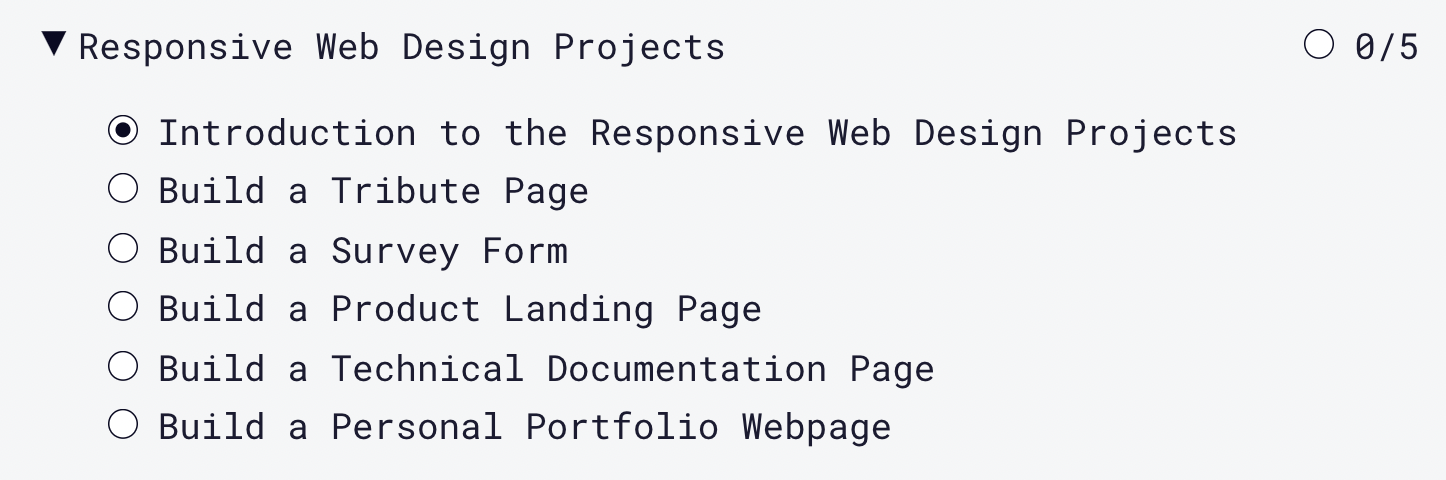 Responsive Web Design Projects 0/5
Introduction to the Responsive Web Design Projects
Build a Tribute Page
Build a Survey Form
Build a Product Landing Page
Build a Technical Documentation Page
Build a Personal Portfolio Webpage